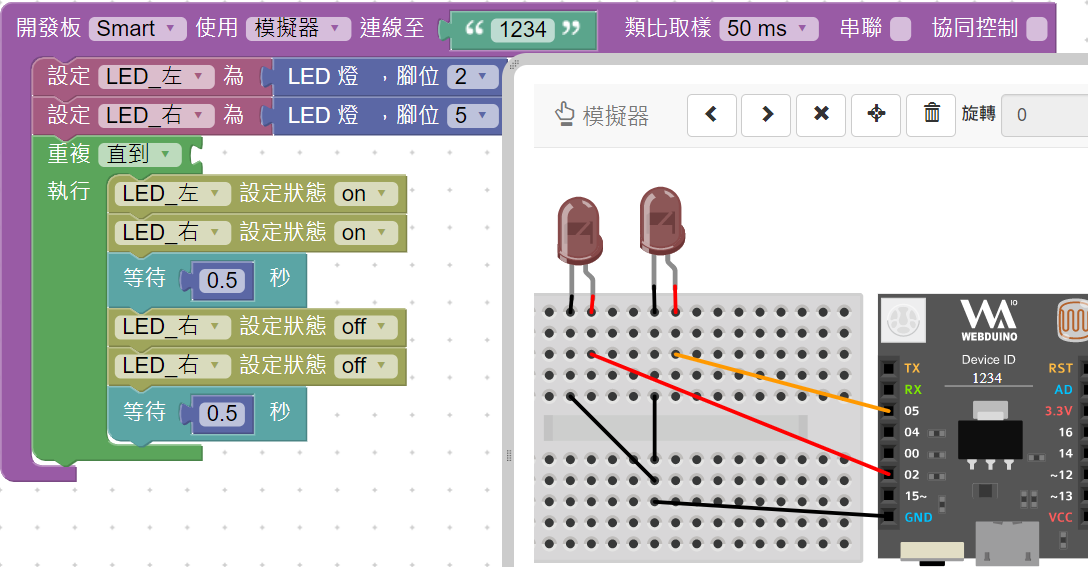 開發板 Smart 使用 模擬器 連線至 “ 1234 ” 類比取樣 50 ms 串聯 協同控制
設定 LED_左 為 LED 燈 ，腳位 2
設定 LED_右 為 LED 燈 ，腳位 5
重複 直到
執行 LED_左 設定狀態 on
LED_右 設定狀態 on
等待 0.5 秒
LED_右 設定狀態 off
LED_右 設定狀態 off
等待 0.5 秒
模擬器 旋轉 0
IO
WEBDUINO
Device ID
1234
TX RST
RX AD
05 3.3V
04 16
00 14
02 ~12
15~ ~13
GND VCC